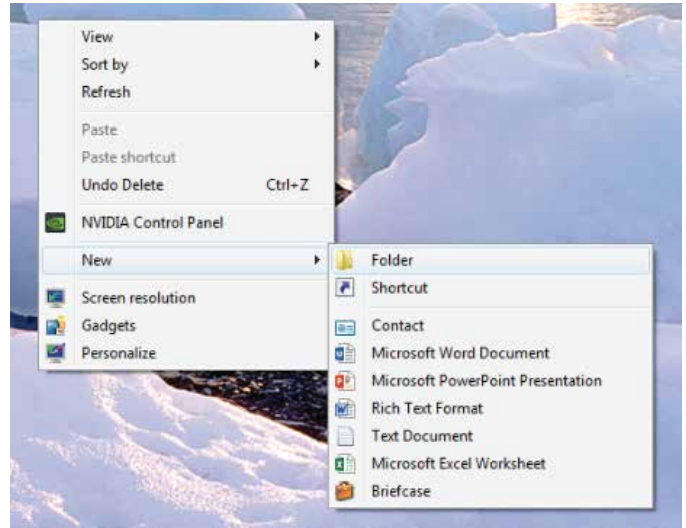 View
Sort by
Refresh
Paste
Paste shortcut
Undo Delete Ctrl+Z
NVIDIA Control Panel
New
Screen resolution
Gadgets
Personalize
Folder
Shortcut
Contact
Microsoft Word Document
Microsoft PowerPoint Presentation
Rich Text Format
Text Document
Microsoft Excel Worksheet
Briefcase